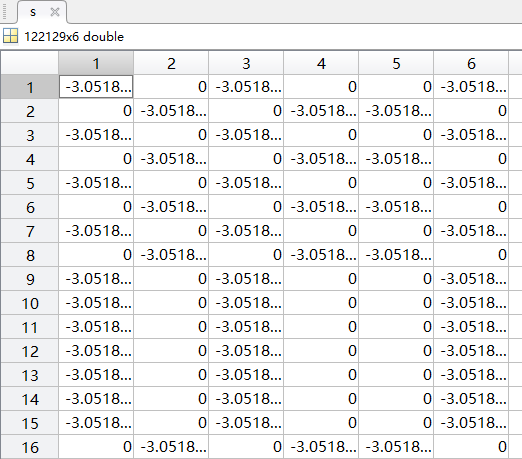 s
122129x6 double
1 2 3 4 5 6
1 -3.0518... 0 -3.0518... 0 0 -3.0518...
2 0 -3.0518... 0 -3.0518... -3.0518... 0
3 -3.0518... 0 -3.0518... 0 0 -3.0518...
4 0 -3.0518... 0 -3.0518... -3.0518... 0
5 -3.0518... 0 -3.0518... 0 0 -3.0518...
6 0 -3.0518... 0 -3.0518... -3.0518... 0
7 -3.0518... 0 -3.0518... 0 0 -3.0518...
8 0 -3.0518... 0 -3.0518... -3.0518... 0
9 -3.0518... 0 -3.0518... 0 0 -3.0518...
10 -3.0518... 0 -3.0518... 0 0 -3.0518...
11 -3.0518... 0 -3.0518... 0 0 -3.0518...
12 -3.0518... 0 -3.0518... 0 0 -3.0518...
13 -3.0518... 0 -3.0518... 0 0 -3.0518...
14 -3.0518... 0 -3.0518... 0 0 -3.0518...
15 -3.0518... 0 -3.0518... 0 0 -3.0518...
16 0 -3.0518... 0 -3.0518... -3.0518... 0